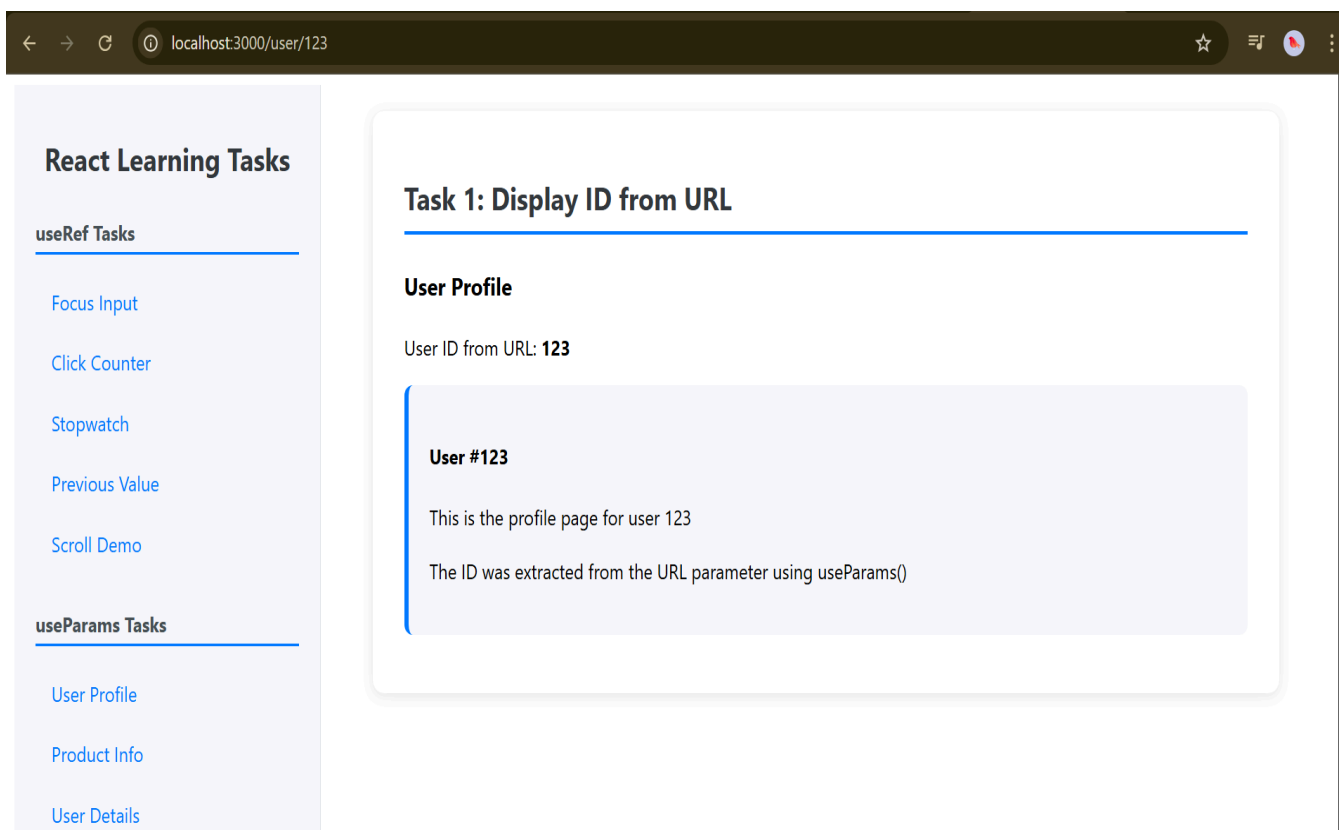 localhost:3000/user/123
React Learning Tasks
useRef Tasks
Focus Input
Click Counter
Stopwatch
Previous Value
Scroll Demo
useParams Tasks
User Profile
Product Info
User Details
Task 1: Display ID from URL
User Profile
User ID from URL: 123
User #123
This is the profile page for user 123
The ID was extracted from the URL parameter using useParams()